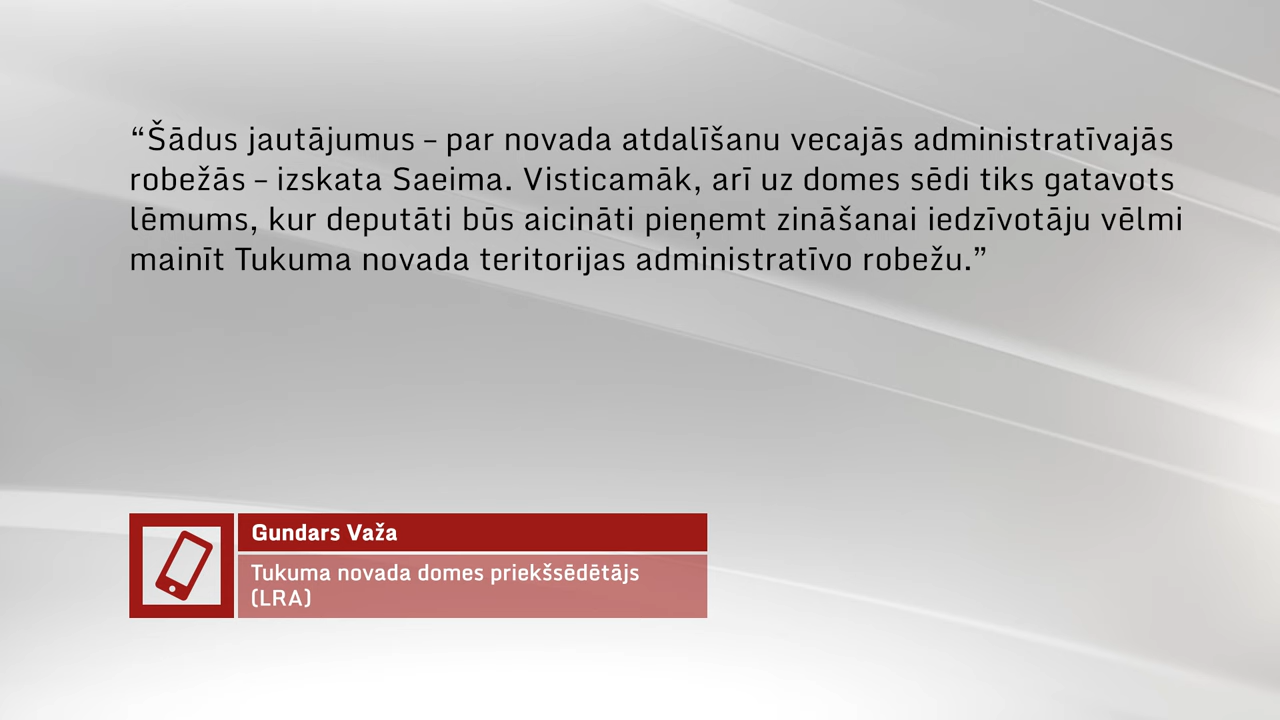 “Šādus jautājumus – par novada atdalīšanu vecajās administratīvajās
robežās – izskata Saeima. Visticamāk, arī uz domes sēdi tiks gatavots
lēmums, kur deputāti būs aicināti pieņemt zināšanai iedzīvotāju vēlmi
mainīt Tukuma novada teritorijas administratīvo robežu.”
Gundars Važa
Tukuma novada domes priekšsēdētājs
(LRA)